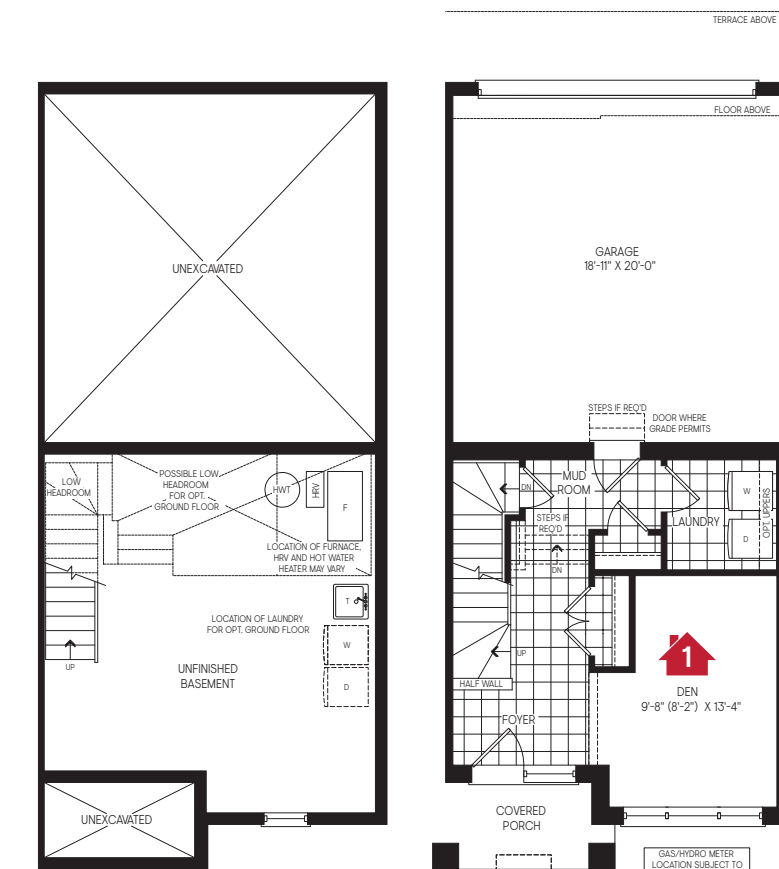 TERRACE ABOVE
UNEXCAVATED
LOW
HEADROOM
POSSIBLE LOW
HEADROOM
FOR OPT.
GROUND FLOOR
HWT
HRV
F
LOCATION OF FURNACE,
HRV AND HOT WATER
HEATER MAY VARY
T
LOCATION OF LAUNDRY
FOR OPT. GROUND FLOOR
W
D
UP
UNFINISHED
BASEMENT
UNEXCAVATED
FLOOR ABOVE
GARAGE
18'-11" X 20'-0"
STEPS IF REQ'D
DOOR WHERE
GRADE PERMITS
DN
MUD
ROOM
STEPS IF
REQ'D
DN
LAUNDRY
W
D
OPT. UPPERS
UP
HALF WALL
FOYER
1
DEN
9'-8" (8'-2") X 13'-4"
COVERED
PORCH
GAS/HYDRO METER
LOCATION SUBJECT TO